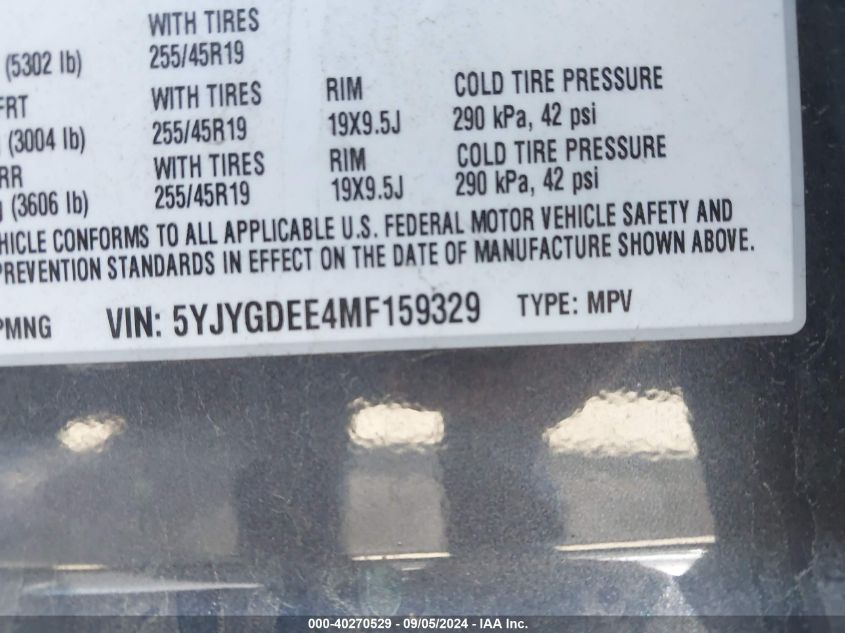 WITH TIRES
(5302 lb) 255/45R19
FRT WITH TIRES RIM COLD TIRE PRESSURE
(3004 lb) 255/45R19 19X9.5J 290 kPa, 42 psi
RR WITH TIRES RIM COLD TIRE PRESSURE
(3606 lb) 255/45R19 19X9.5J 290 kPa, 42 psi
HICLE CONFORMS TO ALL APPLICABLE U.S. FEDERAL MOTOR VEHICLE SAFETY AND
PREVENTION STANDARDS IN EFFECT ON THE DATE OF MANUFACTURE SHOWN ABOVE.
PMNG VIN: 5YJYGDEE4MF159329 TYPE: MPV
000-40270529 - 09/05/2024 - IAA Inc.